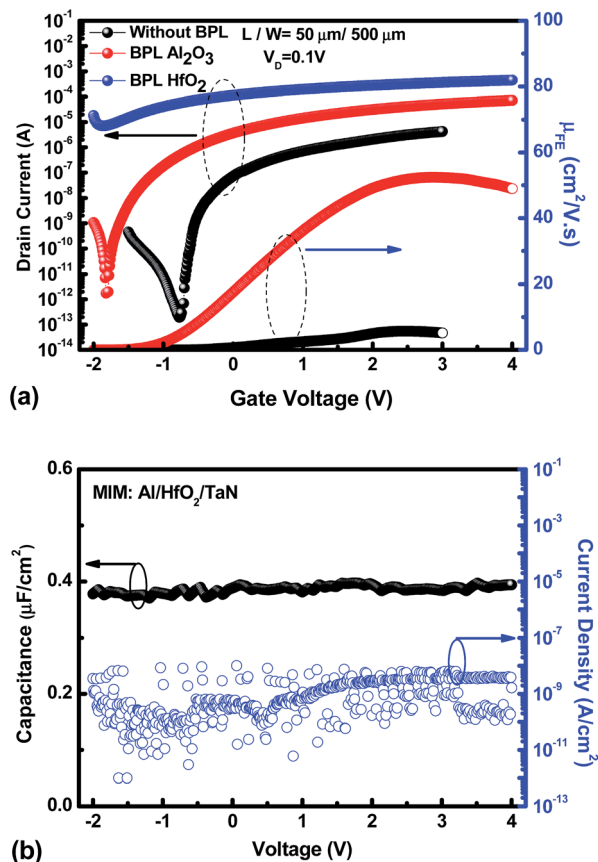 Without BPL L / W= 50 μm/ 500 μm
BPL Al2O3 VD=0.1V
BPL HfO2
10^-3
10^-4
10^-5
10^-6
10^-7
10^-8
10^-9
10^-10
10^-11
10^-12
10^-13
10^-14
Drain Current (A)
100
80
60
40
20
0
μFE (cm²/V.s)
-2 -1 0 1 2 3 4
(a) Gate Voltage (V)
MIM: Al/HfO2/TaN
0.6
0.4
0.2
0.0
Capacitance (μF/cm²)
10^-1
10^-3
10^-5
10^-7
10^-9
10^-11
10^-13
Current Density (A/cm²)
-2 -1 0 1 2 3 4
(b) Voltage (V)